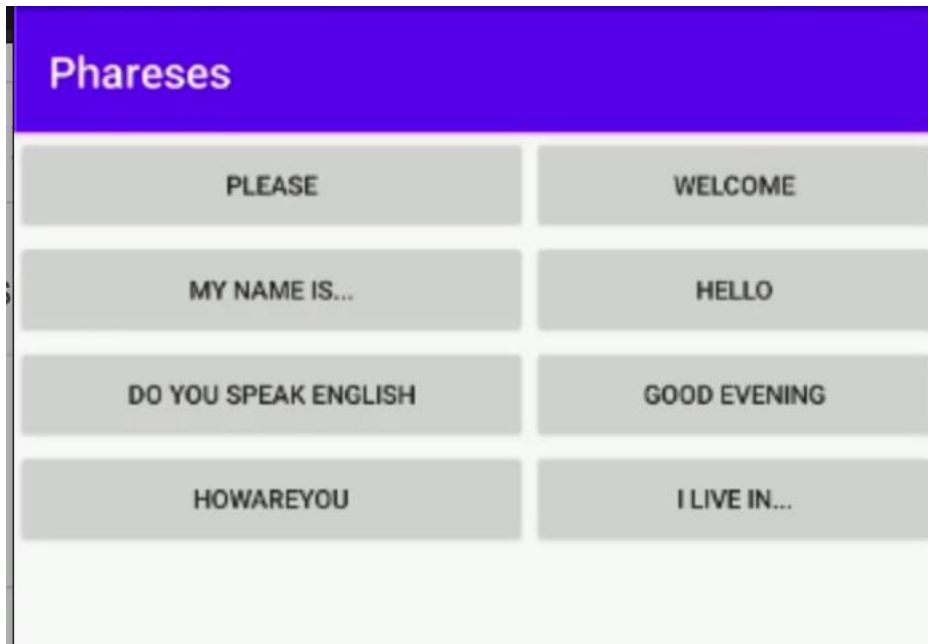 Phareses
PLEASE WELCOME
MY NAME IS... HELLO
DO YOU SPEAK ENGLISH GOOD EVENING
HOWAREYOU I LIVE IN...